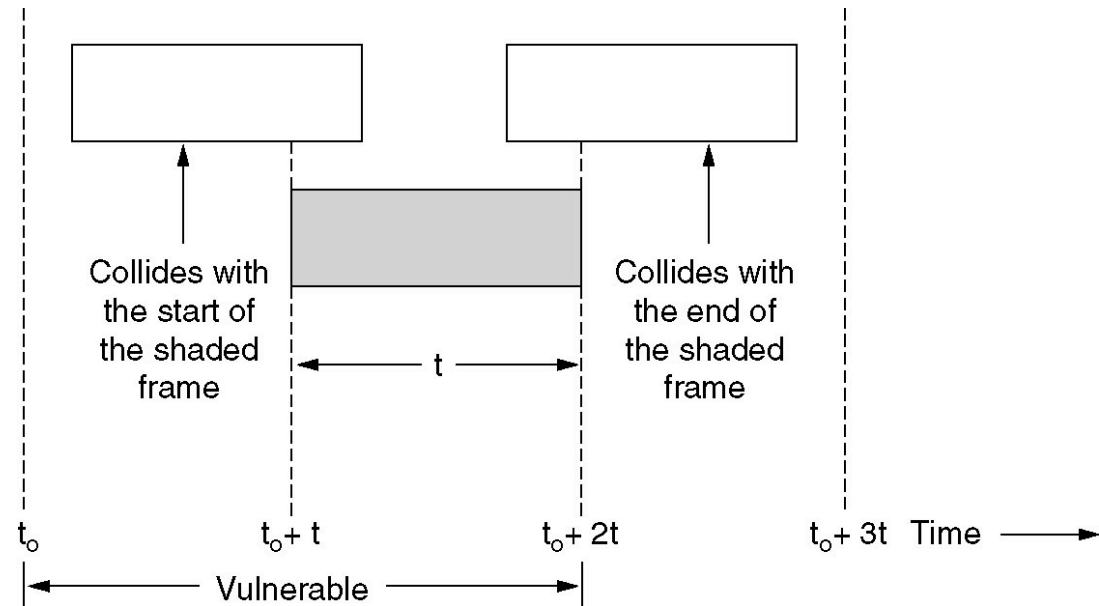 Collides with
the start of
the shaded
frame
Collides with
the end of
the shaded
frame
t
t₀
t₀+ t
t₀+ 2t
t₀+ 3t
Time
Vulnerable